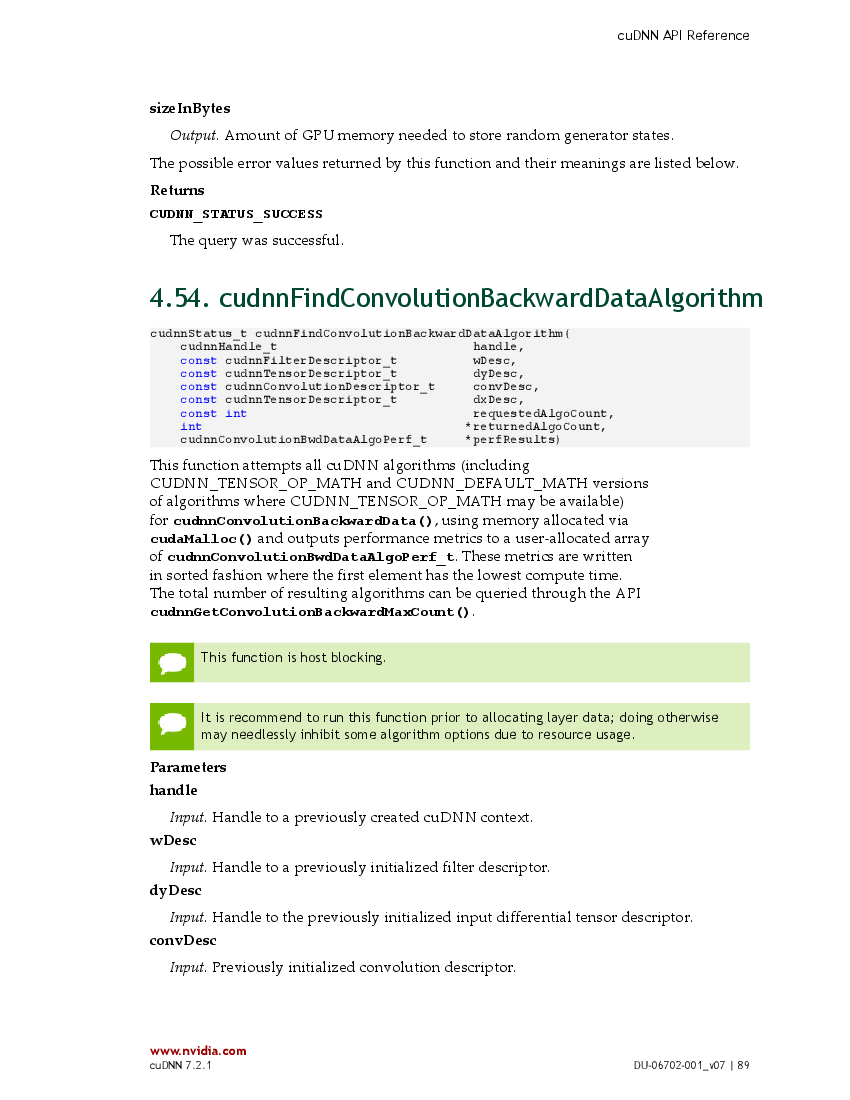 cuDNN API Reference
sizeInBytes
Output. Amount of GPU memory needed to store random generator states.
The possible error values returned by this function and their meanings are listed below.
Returns
CUDNN_STATUS_SUCCESS
The query was successful.
4.54. cudnnFindConvolutionBackwardDataAlgorithm
cudnnStatus_t cudnnFindConvolutionBackwardDataAlgorithm(
cudnnHandle_t handle,
const cudnnFilterDescriptor_t wDesc,
const cudnnTensorDescriptor_t dyDesc,
const cudnnConvolutionDescriptor_t convDesc,
const cudnnTensorDescriptor_t dxDesc,
const int requestedAlgoCount,
int *returnedAlgoCount,
cudnnConvolutionBwdDataAlgoPerf_t *perfResults)
This function attempts all cuDNN algorithms (including
CUDNN_TENSOR_OP_MATH and CUDNN_DEFAULT_MATH versions
of algorithms where CUDNN_TENSOR_OP_MATH may be available)
for cudnnConvolutionBackwardData(), using memory allocated via
cudaMalloc() and outputs performance metrics to a user-allocated array
of cudnnConvolutionBwdDataAlgoPerf_t. These metrics are written
in sorted fashion where the first element has the lowest compute time.
The total number of resulting algorithms can be queried through the API
cudnnGetConvolutionBackwardMaxCount().
This function is host blocking.
It is recommend to run this function prior to allocating layer data; doing otherwise
may needlessly inhibit some algorithm options due to resource usage.
Parameters
handle
Input. Handle to a previously created cuDNN context.
wDesc
Input. Handle to a previously initialized filter descriptor.
dyDesc
Input. Handle to the previously initialized input differential tensor descriptor.
convDesc
Input. Previously initialized convolution descriptor.
www.nvidia.com
cuDNN 7.2.1 DU-06702-001_v07 | 89